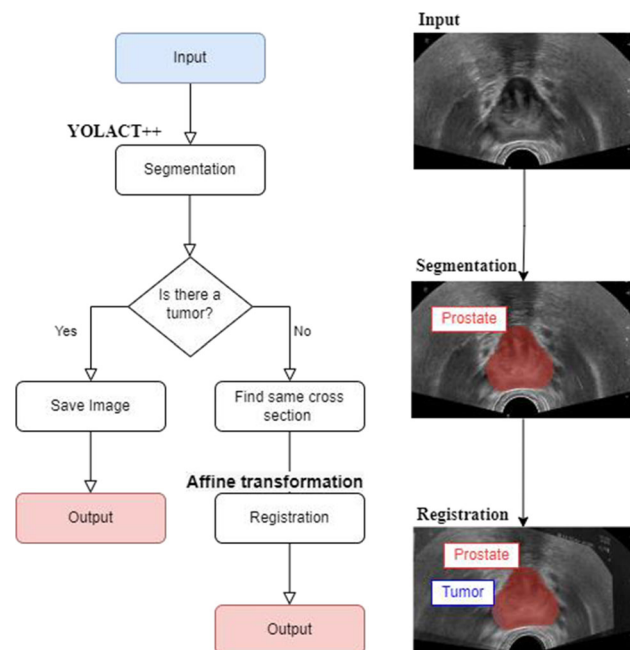 Input
YOLACT++
Segmentation
Is there a
tumor?
Yes
No
Save Image
Find same cross
section
Affine transformation
Output
Registration
Output
Input
Segmentation
Prostate
Registration
Prostate
Tumor